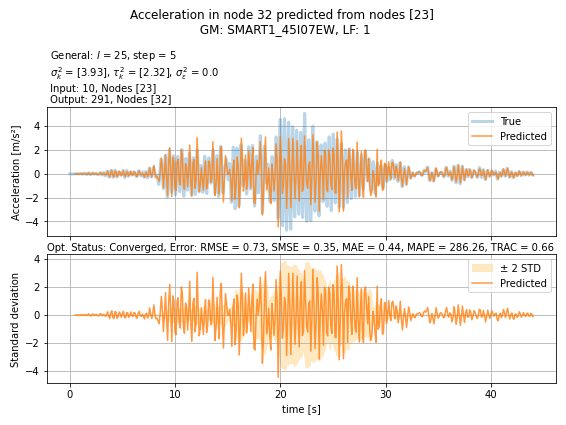 Acceleration in node 32 predicted from nodes [23]
GM: SMART1_45I07EW, LF: 1
General: l = 25, step = 5
σ²ₖ = [3.93], τ²ₖ = [2.32], σ²ε = 0.0
Input: 10, Nodes [23]
Output: 291, Nodes [32]
Acceleration [m/s²]
4
2
0
−2
−4
True
Predicted
Opt. Status: Converged, Error: RMSE = 0.73, SMSE = 0.35, MAE = 0.44, MAPE = 286.26, TRAC = 0.66
Standard deviation
4
2
0
−2
−4
± 2 STD
Predicted
0 10 20 30 40
time [s]